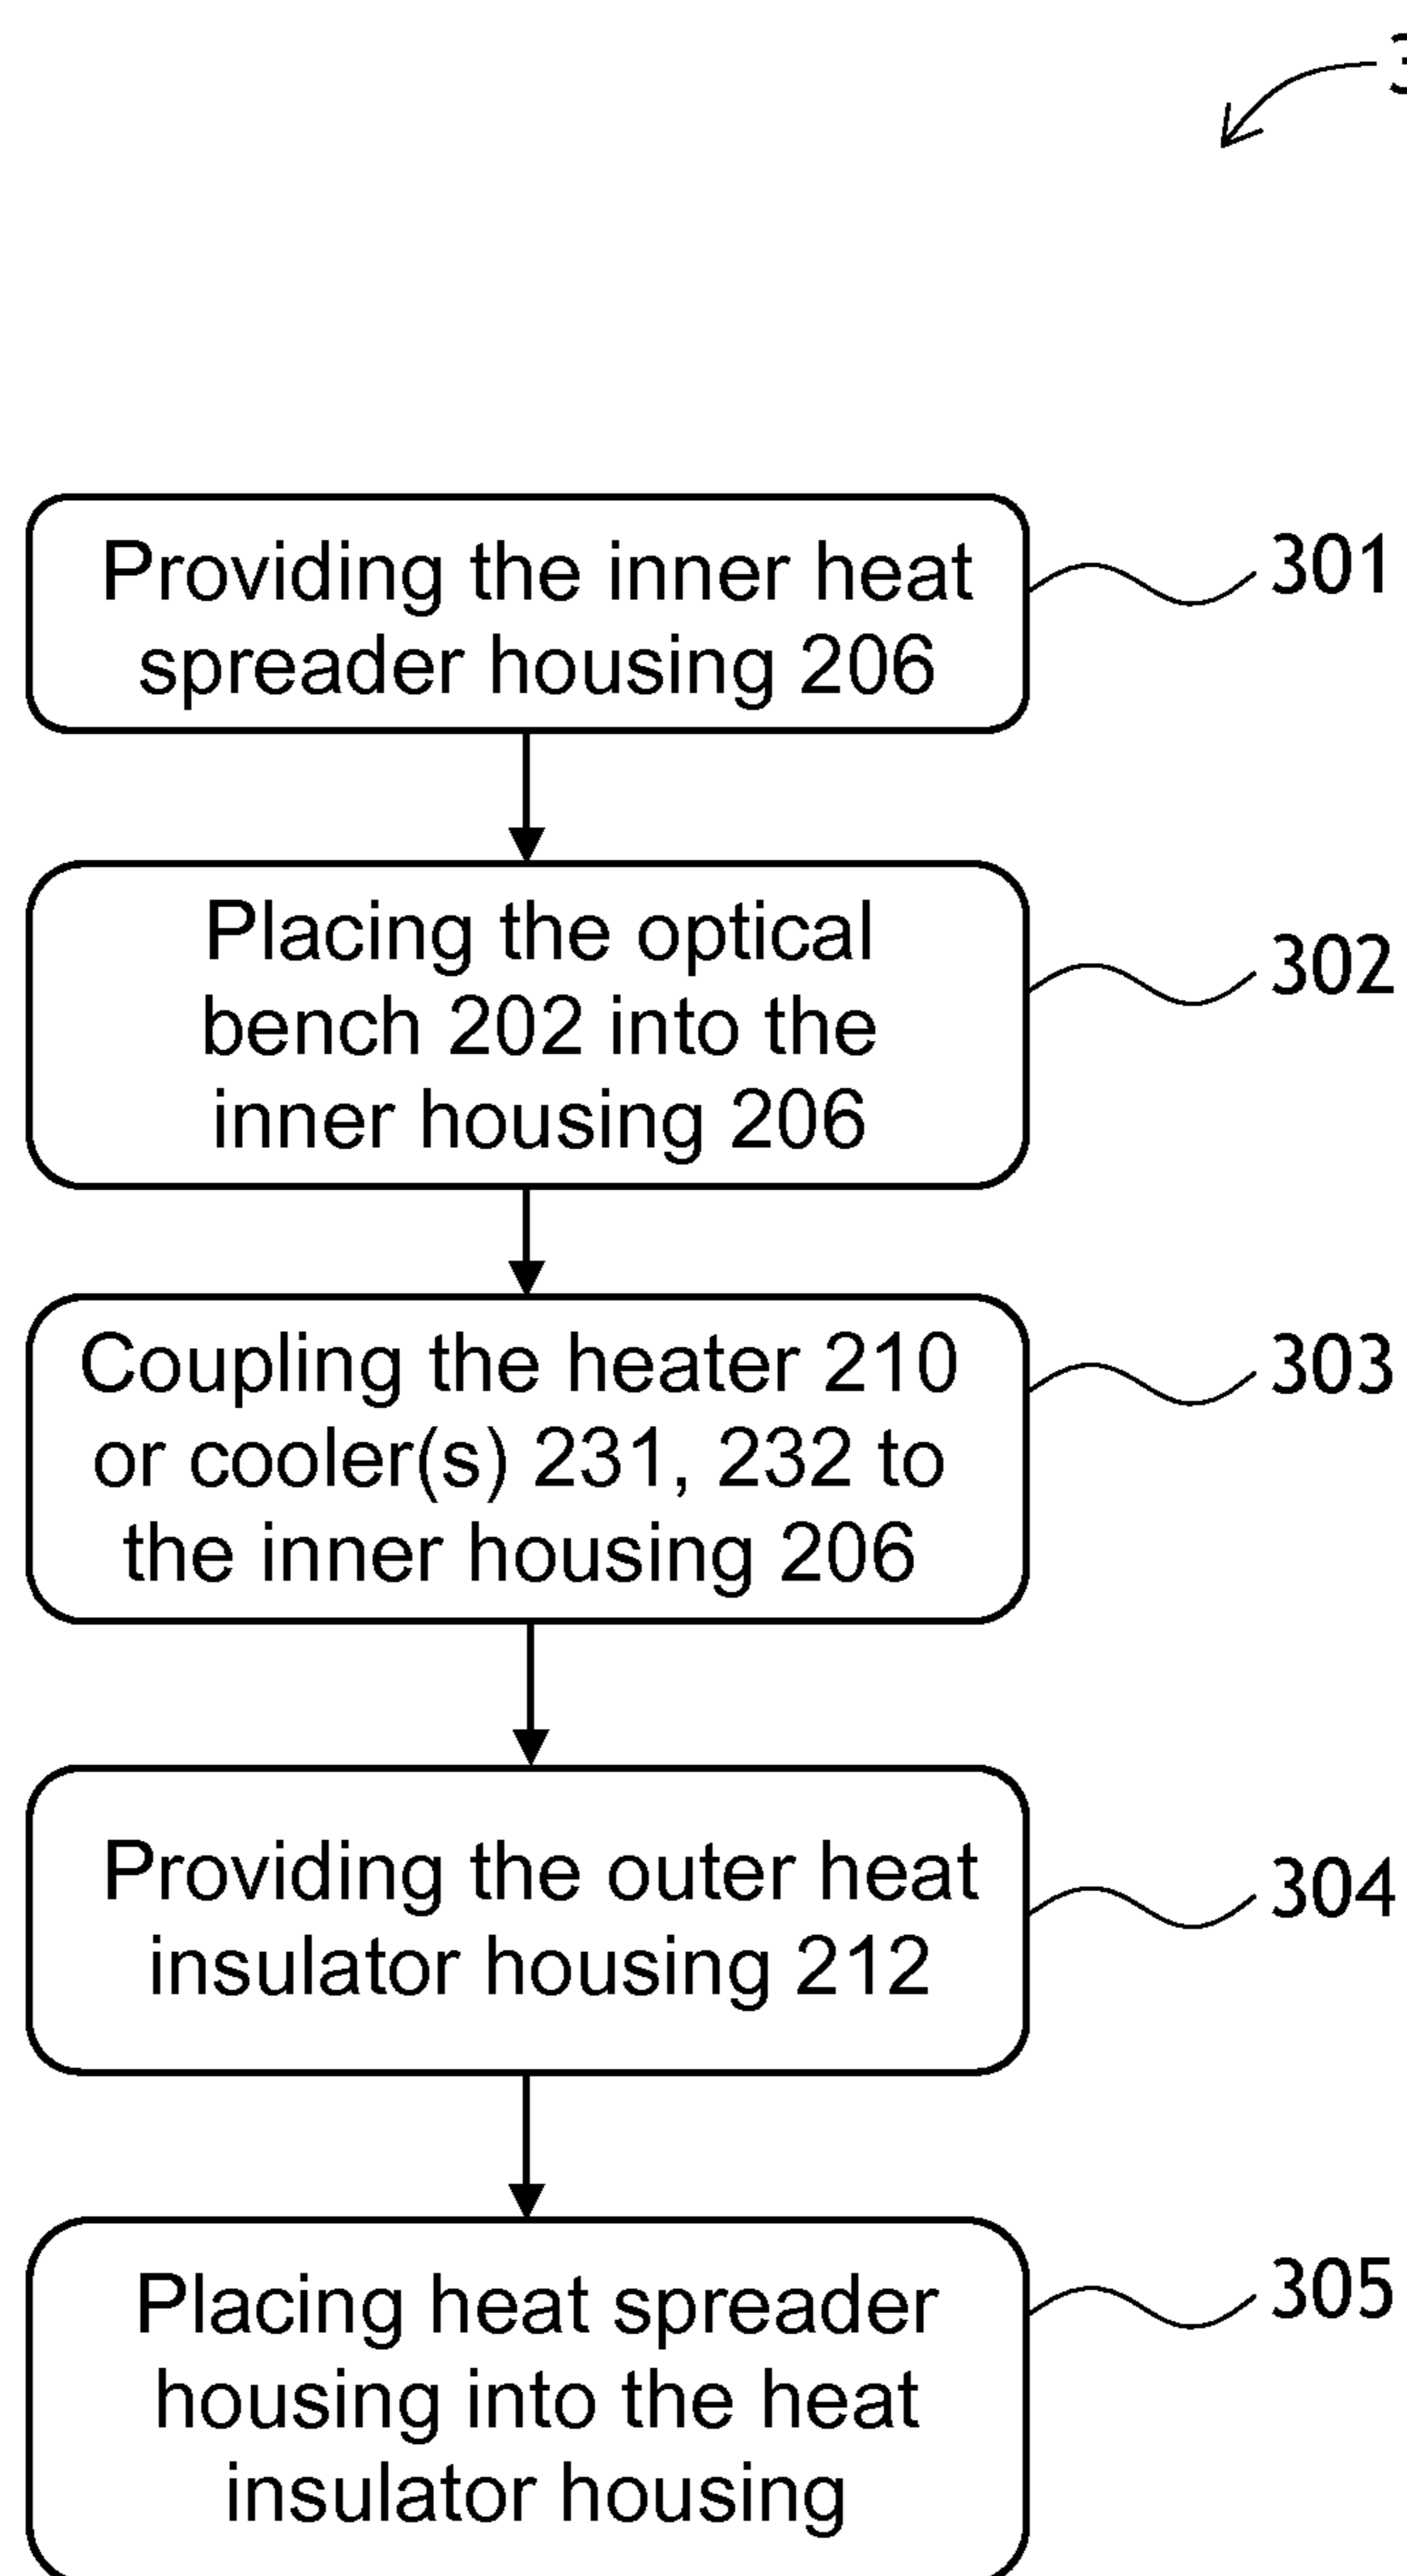 Providing the inner heat
spreader housing 206
301
Placing the optical
bench 202 into the
inner housing 206
302
Coupling the heater 210
or cooler(s) 231, 232 to
the inner housing 206
303
Providing the outer heat
insulator housing 212
304
Placing heat spreader
housing into the heat
insulator housing
305